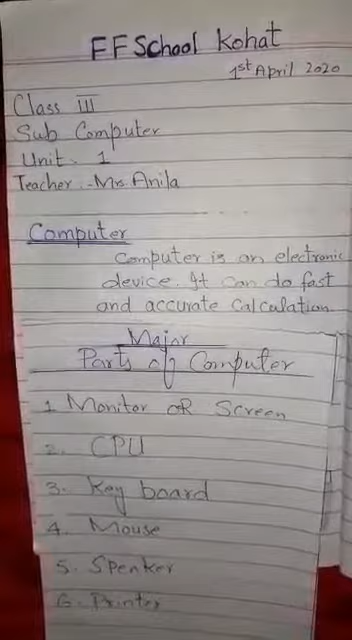 FF School Kohat
1st April 2020
Class III
Sub Computer
Unit. 1
Teacher:- Mrs. Anila
Computer
Computer is an electronic
device. It can do fast
and accurate Calculation
Major
Parts of Computer
1 Monitor OR Screen
2. CPU
3. Key board
4. Mouse
5. Speaker
6. Printer